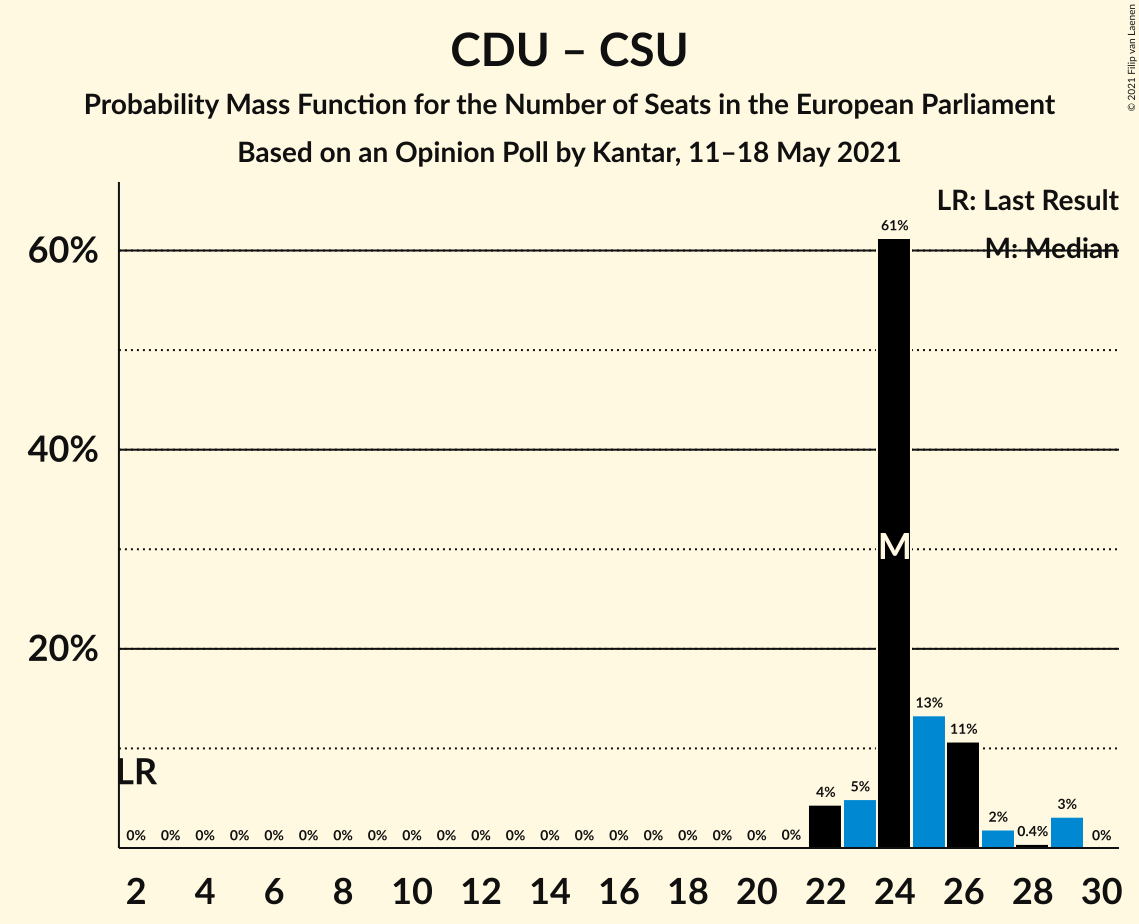 © 2021 Filip van Laenen
CDU – CSU
Probability Mass Function for the Number of Seats in the European Parliament
Based on an Opinion Poll by Kantar, 11–18 May 2021
LR: Last Result
M: Median
60%
40%
20%
61%
M
13%
11%
LR
4%
5%
2%
0.4%
3%
0% 0% 0% 0% 0% 0% 0% 0% 0% 0% 0% 0% 0% 0% 0% 0% 0% 0% 0% 0% 0%
2 4 6 8 10 12 14 16 18 20 22 24 26 28 30